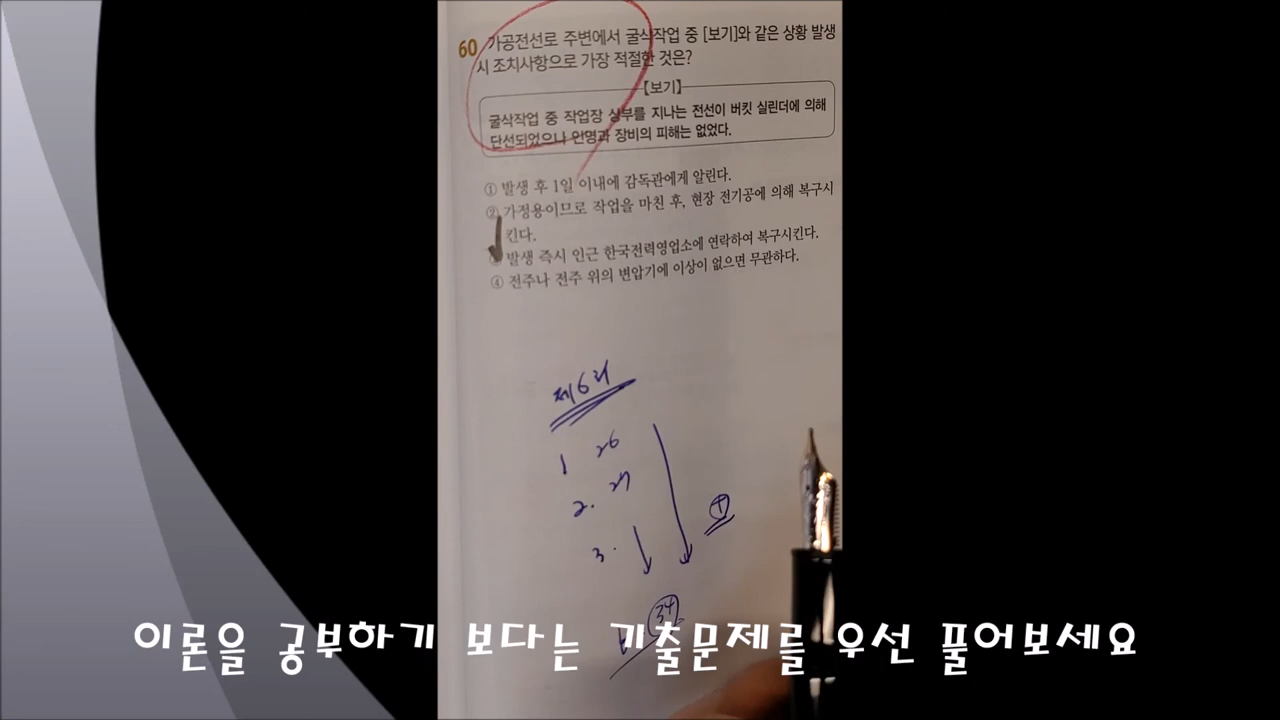 60 가공전선로 주변에서 굴삭작업 중 [보기]와 같은 상황 발생
시 조치사항으로 가장 적절한 것은?
【보기】
굴삭작업 중 작업장 상부를 지나는 전선이 버킷 실린더에 의해
단선되었으나 인명과 장비의 피해는 없었다.
① 발생 후 1일 이내에 감독관에게 알린다.
② 가정용이므로 작업을 마친 후, 현장 전기공에 의해 복구시
킨다.
③ 발생 즉시 인근 한국전력영업소에 연락하여 복구시킨다.
④ 전주나 전주 위의 변압기에 이상이 없으면 무관하다.
제6회
1 26
2. 27
3.
34
이론을 공부하기 보다는 기출문제를 우선 풀어보세요